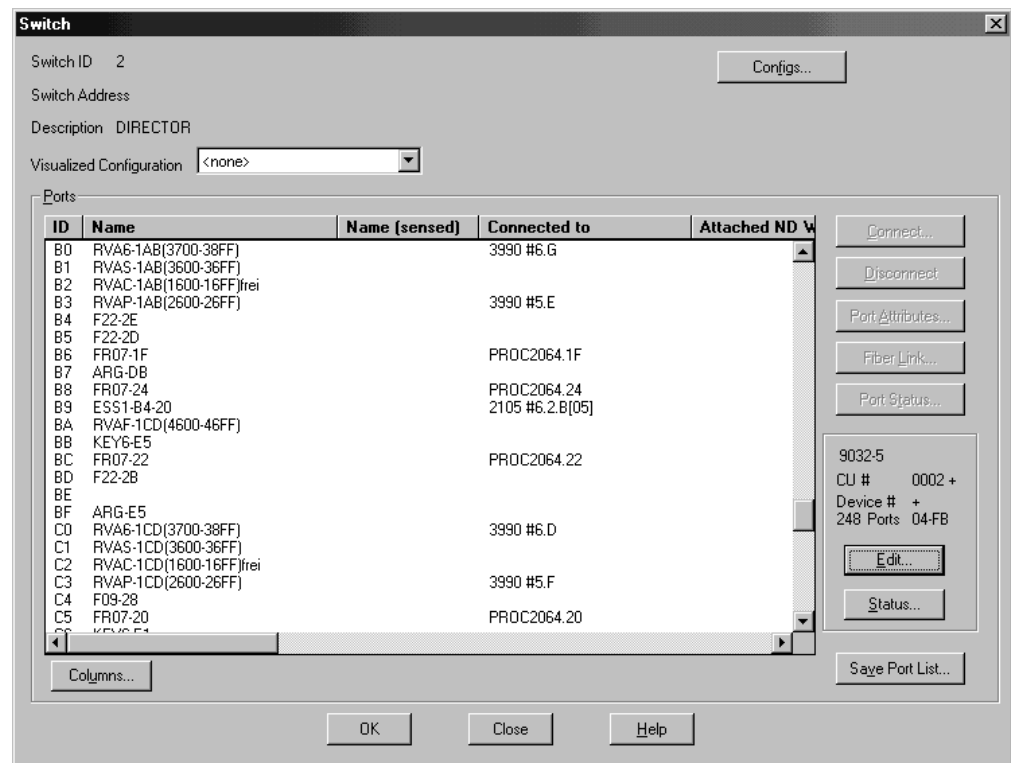 Switch
Switch ID 2
Configs...
Switch Address
Description DIRECTOR
Visualized Configuration <none>
Ports
ID Name Name (sensed) Connected to Attached ND
B0 RVA6-1AB(3700-38FF) 3990 #6.G
B1 RVAS-1AB(3600-36FF)
B2 RVAC-1AB(1600-16FF)frei
B3 RVAP-1AB(2600-26FF) 3990 #5.E
B4 F22-2E
B5 F22-2D
B6 FR07-1F PROC2064.1F
B7 ARG-DB
B8 FR07-24 PROC2064.24
B9 ESS1-B4-20 2105 #6.2.B[05]
BA RVAF-1CD(4600-46FF)
BB KEY6-E5
BC FR07-22 PROC2064.22
BD F22-2B
BE
BF ARG-E5
C0 RVA6-1CD(3700-38FF) 3990 #6.D
C1 RVAS-1CD(3600-36FF)
C2 RVAC-1CD(1600-16FF)frei
C3 RVAP-1CD(2600-26FF) 3990 #5.F
C4 F09-28
C5 FR07-20 PROC2064.20
Connect...
Disconnect
Port Attributes...
Fiber Link...
Port Status...
9032-5
CU # 0002 +
Device # +
248 Ports 04-FB
Edit...
Status...
Columns...
Save Port List...
OK Close Help